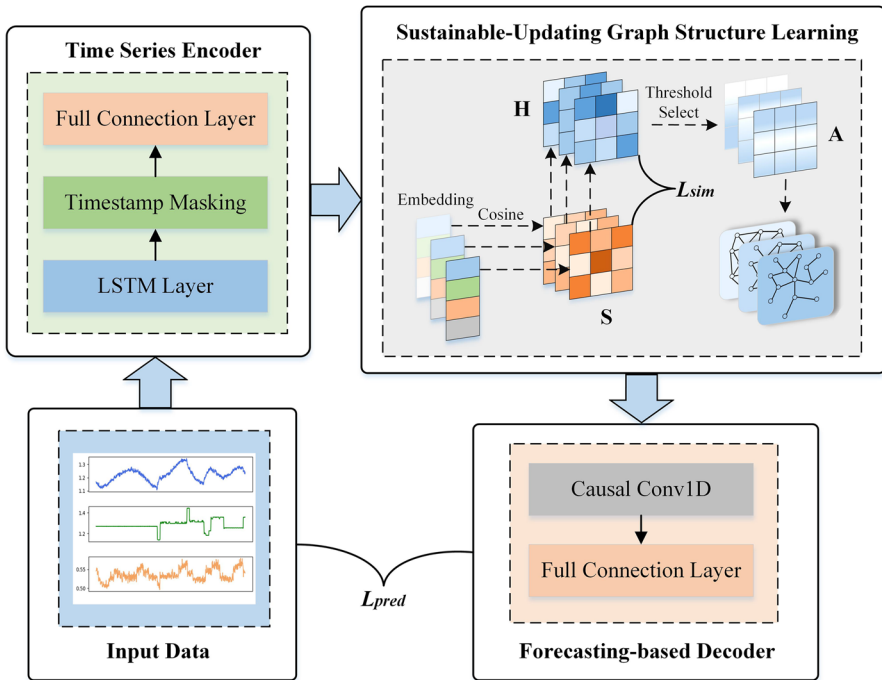 Time Series Encoder
Full Connection Layer
Timestamp Masking
LSTM Layer
Sustainable-Updating Graph Structure Learning
H
Threshold
Select
A
Embedding
Cosine
Lsim
S
1.3
1.2
1.1
1.4
1.2
0.55
0.50
Input Data
Lpred
Causal Conv1D
Full Connection Layer
Forecasting-based Decoder